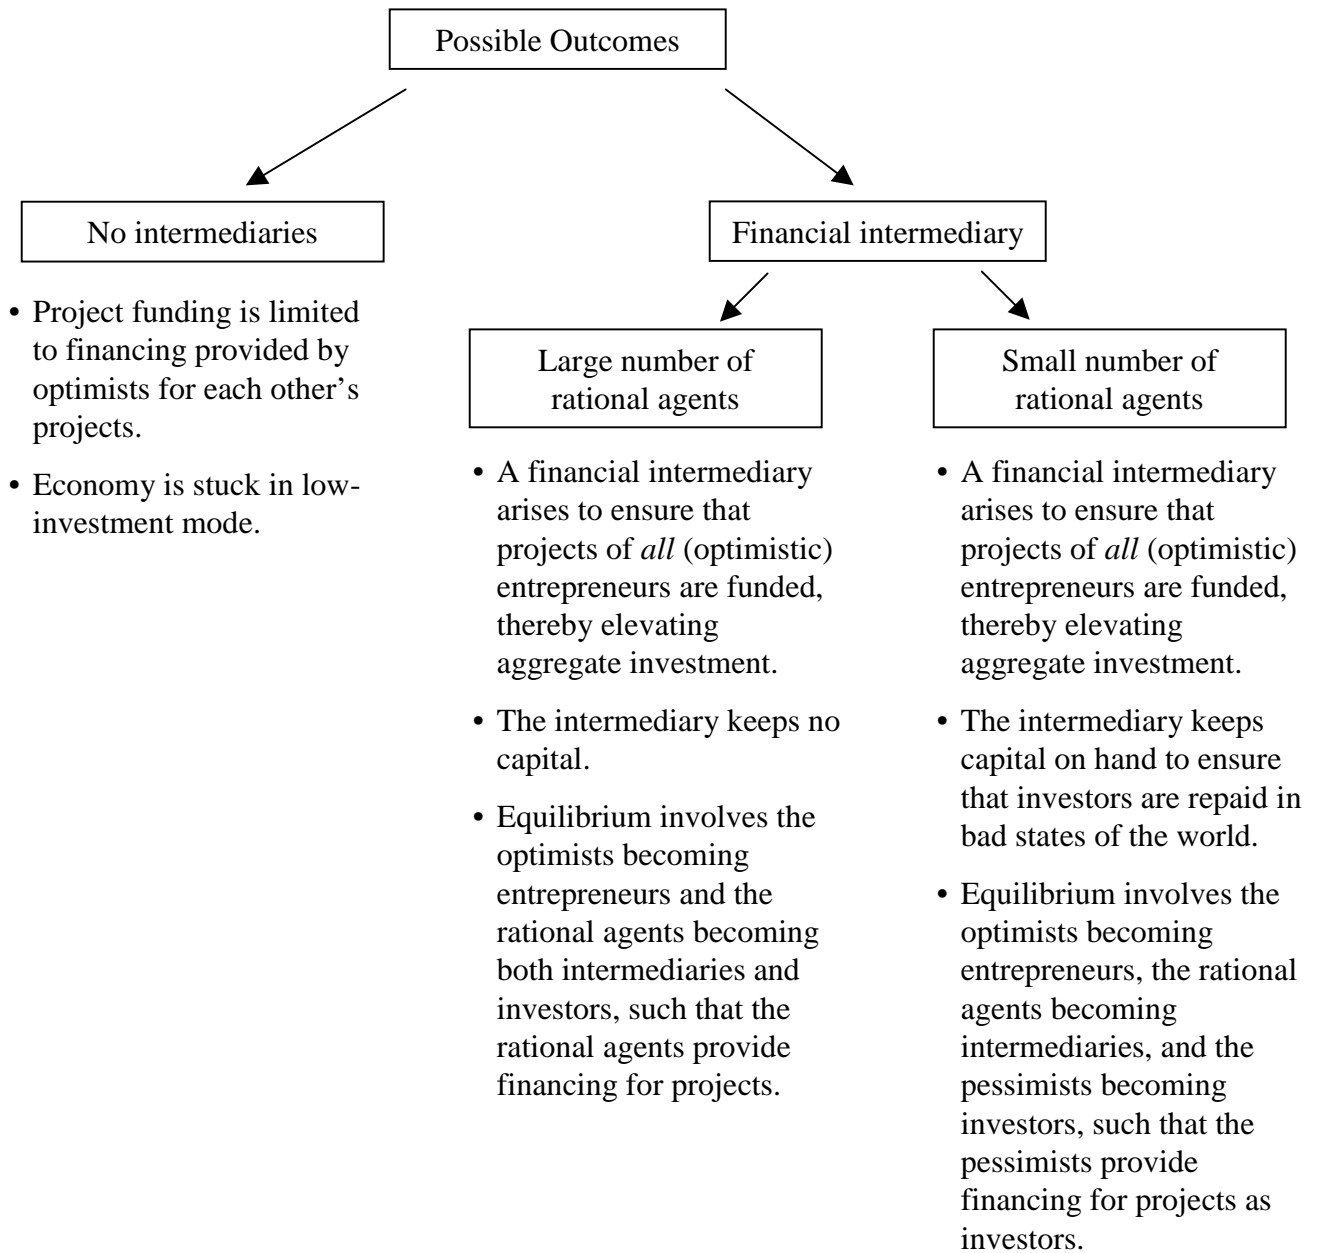 Possible Outcomes
No intermediaries
• Project funding is limited
to financing provided by
optimists for each other’s
projects.
• Economy is stuck in low-
investment mode.
Financial intermediary
Large number of
rational agents
• A financial intermediary
arises to ensure that
projects of all (optimistic)
entrepreneurs are funded,
thereby elevating
aggregate investment.
• The intermediary keeps no
capital.
• Equilibrium involves the
optimists becoming
entrepreneurs and the
rational agents becoming
both intermediaries and
investors, such that the
rational agents provide
financing for projects.
Small number of
rational agents
• A financial intermediary
arises to ensure that
projects of all (optimistic)
entrepreneurs are funded,
thereby elevating
aggregate investment.
• The intermediary keeps
capital on hand to ensure
that investors are repaid in
bad states of the world.
• Equilibrium involves the
optimists becoming
entrepreneurs, the rational
agents becoming
intermediaries, and the
pessimists becoming
investors, such that the
pessimists provide
financing for projects as
investors.